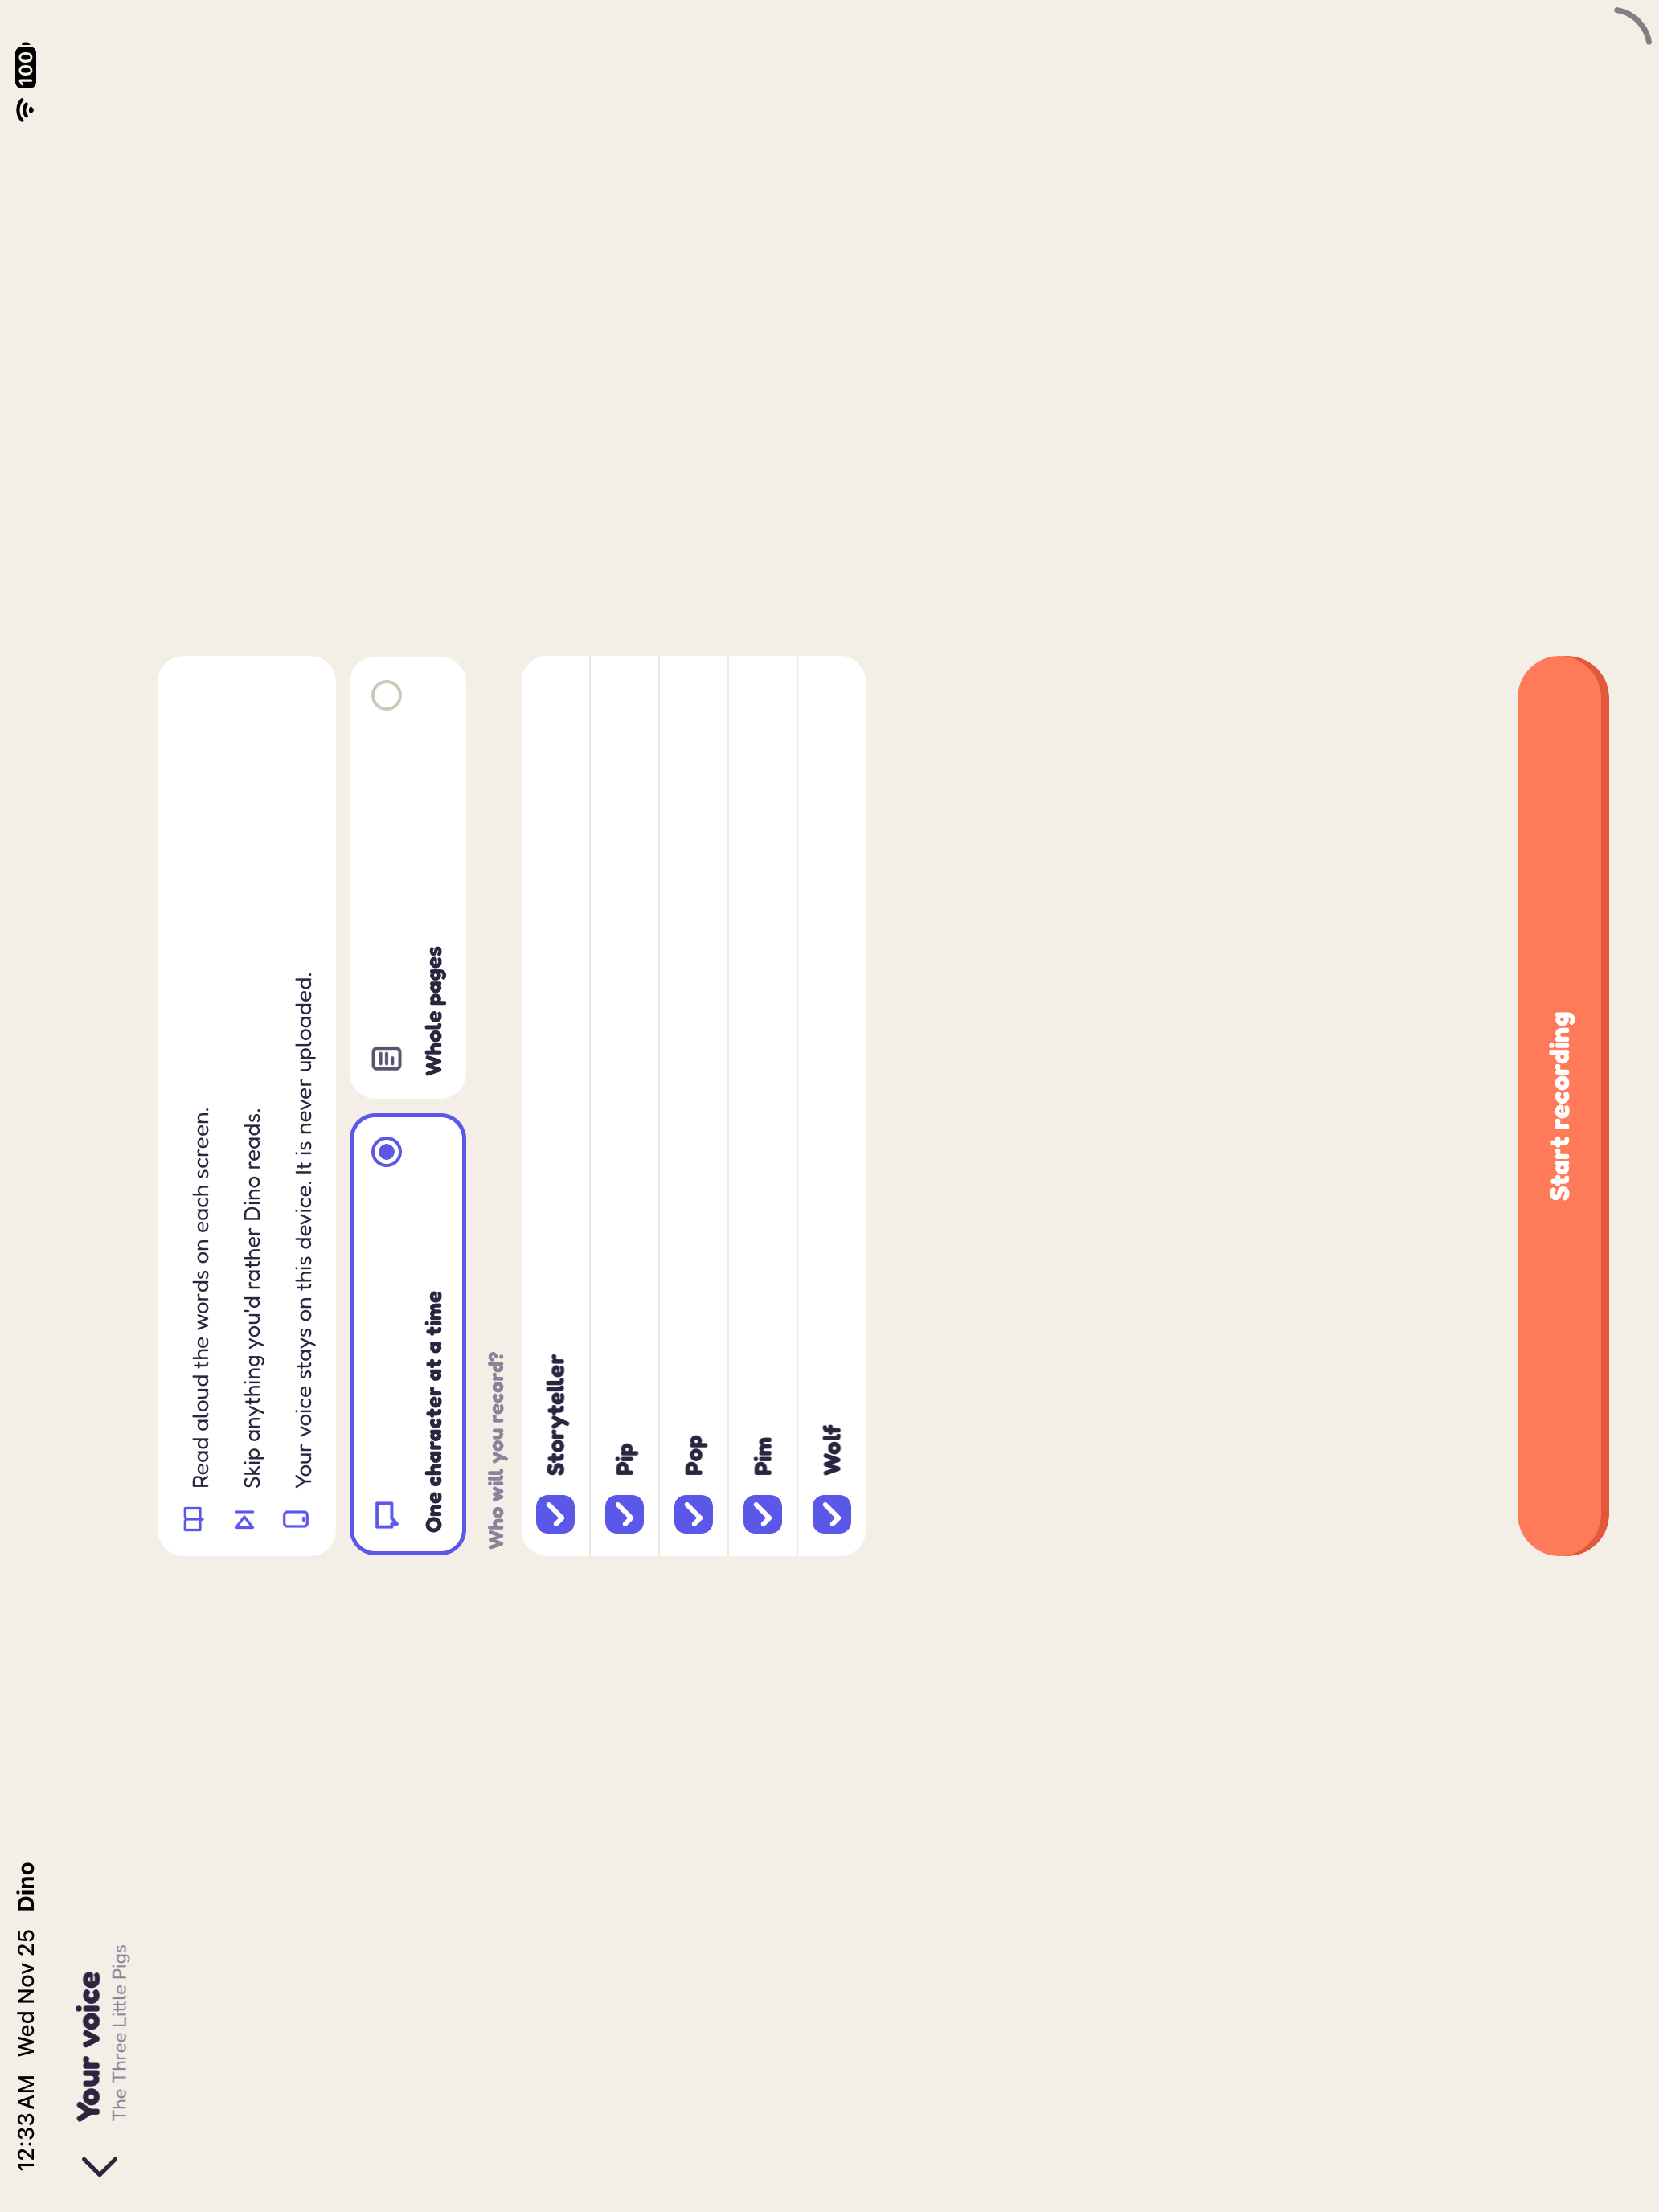 12:33 AM Wed Nov 25 Dino
100
Your voice
The Three Little Pigs
Read aloud the words on each screen.
Skip anything you'd rather Dino reads.
Your voice stays on this device. It is never uploaded.
One character at a time
Whole pages
Who will you record?
Storyteller
Pip
Pop
Pim
Wolf
Start recording